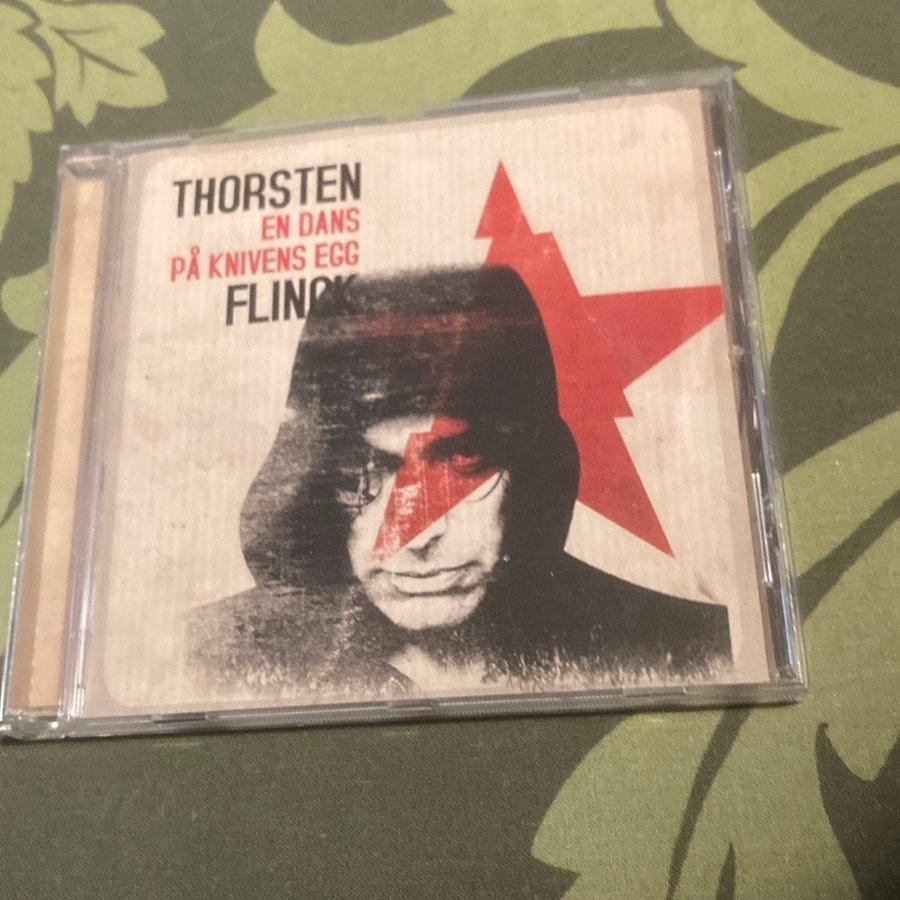 THORSTEN
EN DANS
PÅ KNIVENS EGG
FLINCK